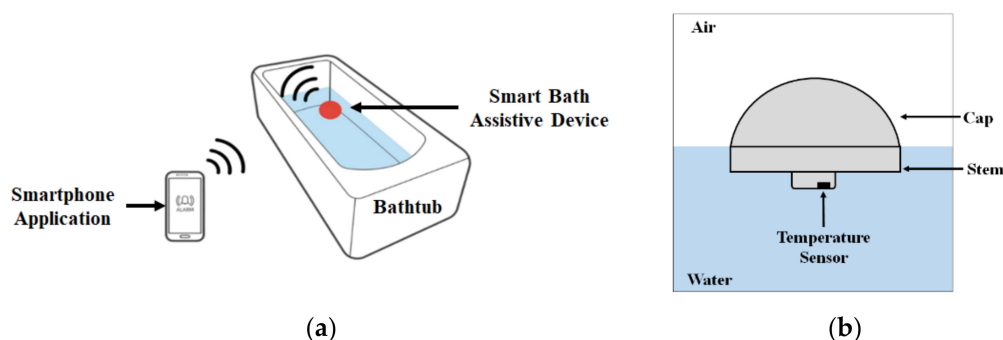 Smart Bath
Assistive Device
Smartphone
Application
ALARM
Bathtub
(a)
Air
Cap
Stem
Temperature
Sensor
Water
(b)